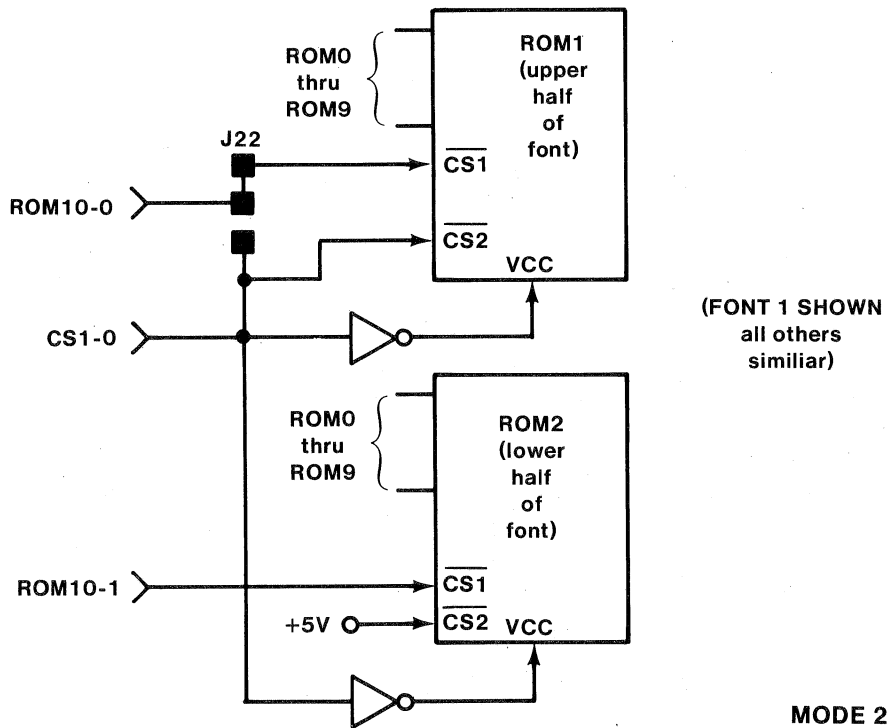 ROM0
thru
ROM9
ROM1
(upper
half
of
font)
J22
CS1
ROM10-0
CS2
VCC
CS1-0
(FONT 1 SHOWN
all others
similiar)
ROM0
thru
ROM9
ROM2
(lower
half
of
font)
ROM10-1
CS1
+5V
CS2
VCC
MODE 2